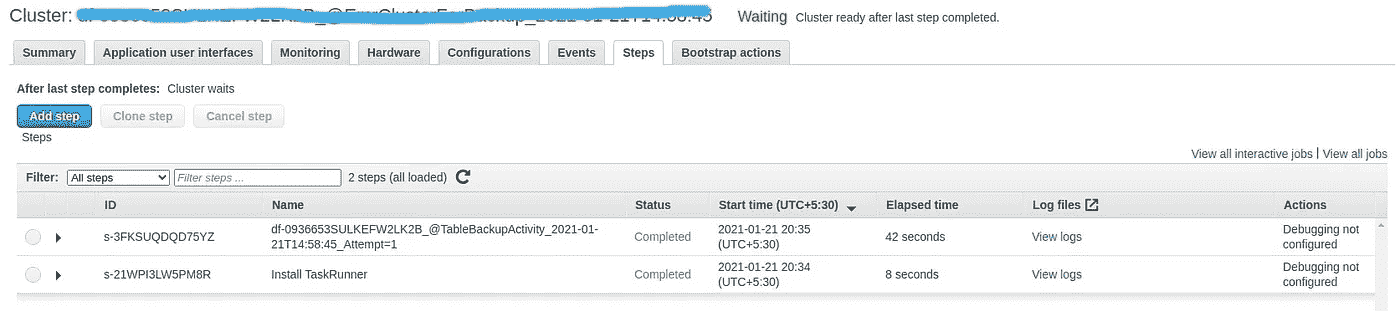 Cluster: Waiting Cluster ready after last step completed.
Summary Application user interfaces Monitoring Hardware Configurations Events Steps Bootstrap actions
After last step completes: Cluster waits
Add step Clone step Cancel step
Steps
View all interactive jobs | View all jobs
Filter: All steps Filter steps ... 2 steps (all loaded)
ID Name Status Start time (UTC+5:30) Elapsed time Log files Actions
s-3FKSUQDQD75YZ df-0936653SULKEFW2LK2B_@TableBackupActivity_2021-01-21T14:58:45_Attempt=1 Completed 2021-01-21 20:35 (UTC+5:30) 42 seconds View logs Debugging not configured
s-21WPI3LW5PM8R Install TaskRunner Completed 2021-01-21 20:34 (UTC+5:30) 8 seconds View logs Debugging not configured